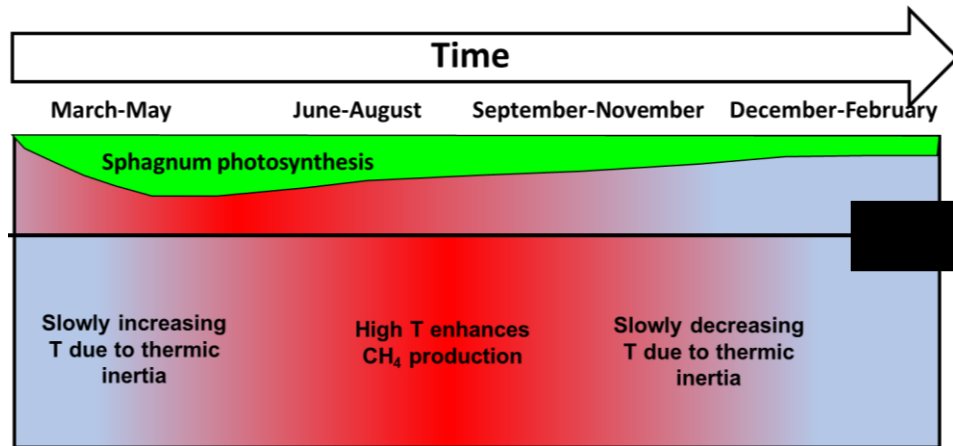 Time
March-May June-August September-November December-February
Sphagnum photosynthesis
Slowly increasing
T due to thermic
inertia
High T enhances
CH₄ production
Slowly decreasing
T due to thermic
inertia